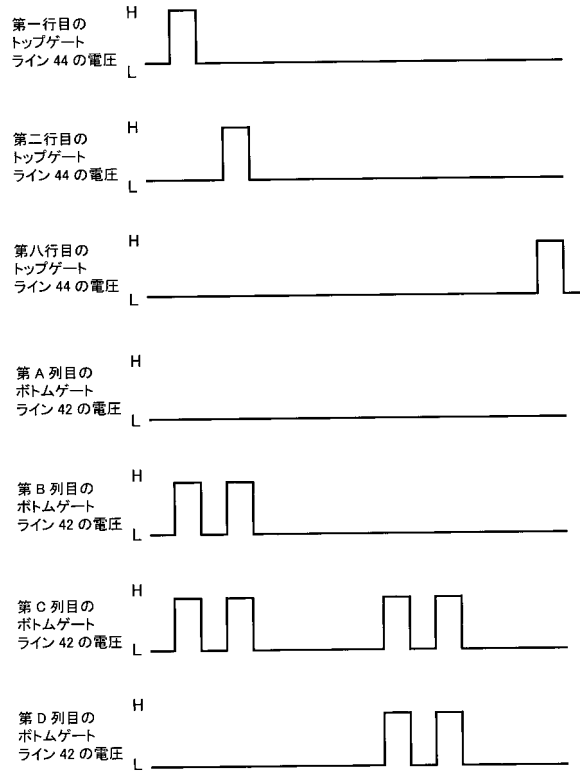 H
第一行目の
トップゲート
ライン 44 の電圧
L
H
第二行目の
トップゲート
ライン 44 の電圧
L
H
第八行目の
トップゲート
ライン 44 の電圧
L
H
第 A 列目の
ボトムゲート
ライン 42 の電圧
L
H
第 B 列目の
ボトムゲート
ライン 42 の電圧
L
H
第 C 列目の
ボトムゲート
ライン 42 の電圧
L
H
第 D 列目の
ボトムゲート
ライン 42 の電圧
L